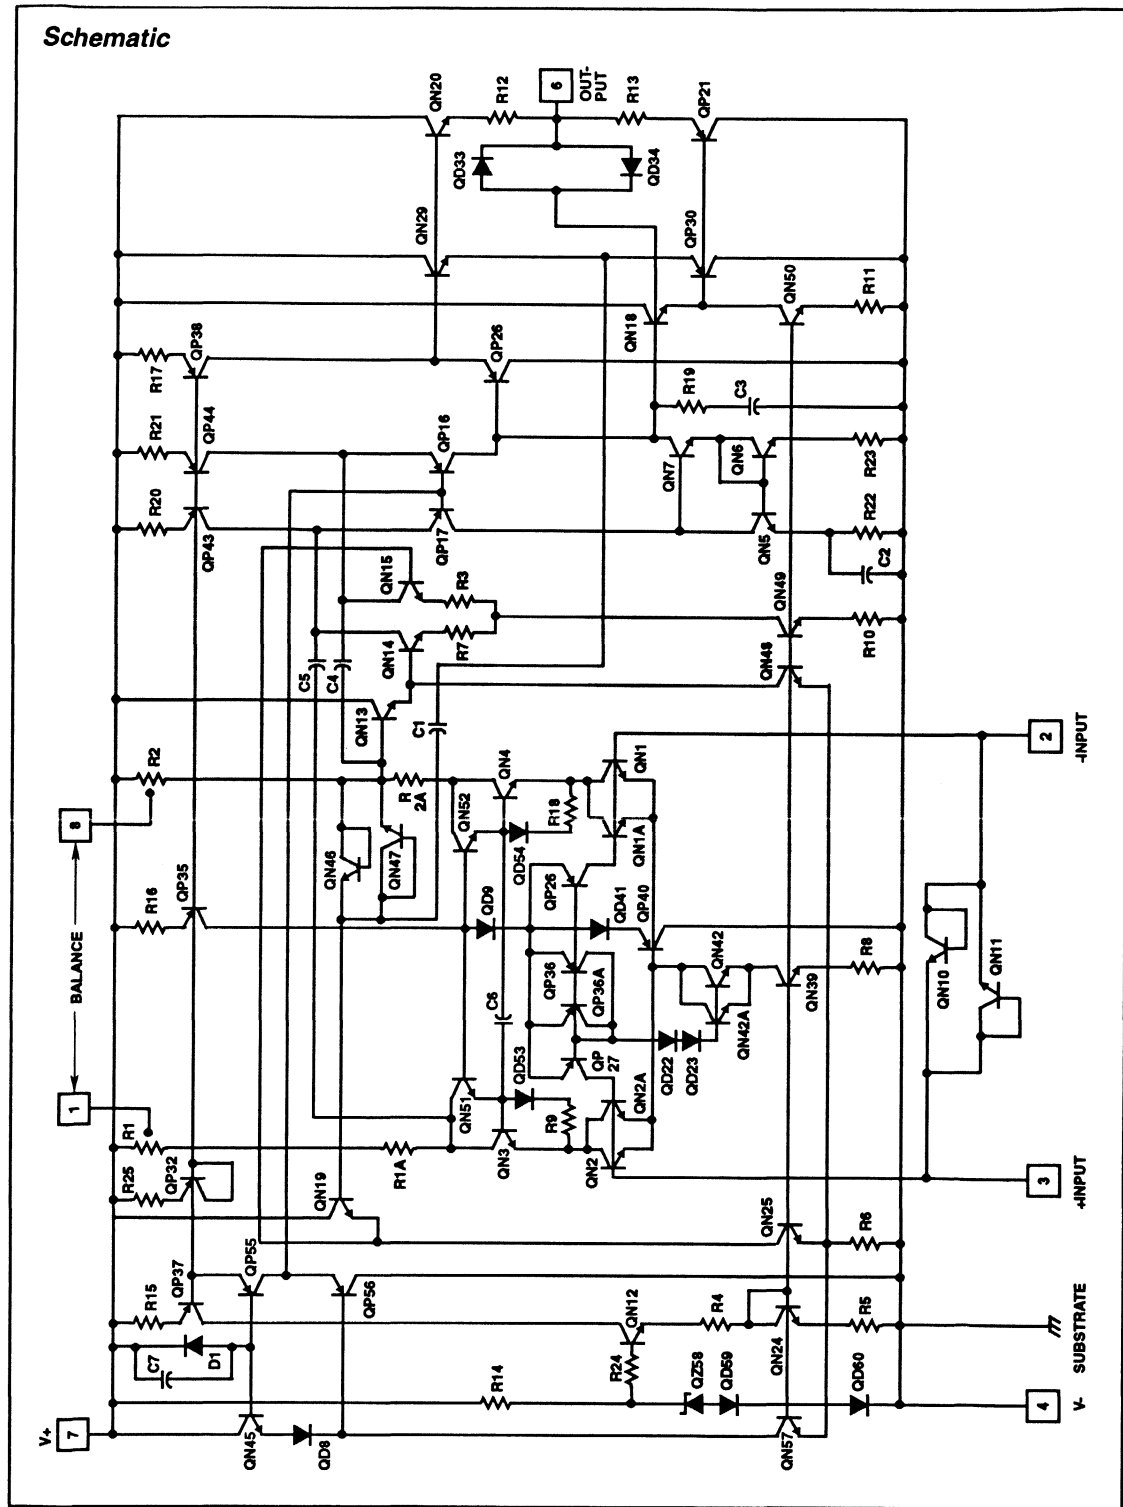 Schematic
V+
7
C7
D1
QN45
QD8
R14
R24
QZ58
QD59
QD60
QN57
4
V-
R15
QP37
QP55
QP56
QN12
R4
QN24
R5
SUBSTRATE
R25
QP32
QN19
QN25
R6
1
BALANCE
8
R1
R1A
QN51
QN3
QD53
R9
QN2
QN2A
3
+INPUT
R16
QP35
C6
QD9
QP36
QP36A
QP
27
QD22
QD23
QN42A
QN42
QN39
R8
QN10
QN11
QP26
QD41
QP40
QN46
QN47
R2
R
2A
QN52
QN4
QD54
R18
QN1A
QN1
2
-INPUT
QN13
C1
C5
C4
QN14
QN15
R7
R3
QN48
QN49
R10
R20
QP43
QP17
QN5
R22
C2
R21
QP44
QP16
QN7
QN6
R23
R17
QP38
QP26
R19
C3
QN18
QN50
R11
QN29
QP30
QN20
R12
QD33
QD34
6
OUT-
PUT
R13
QP21